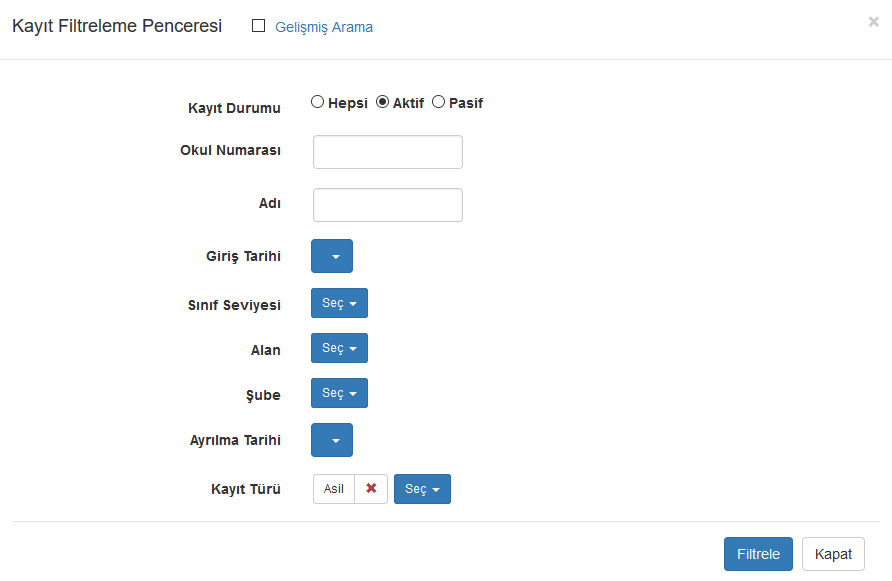 Kayıt Filtreleme Penceresi Gelişmiş Arama ×
Kayıt Durumu Hepsi Aktif Pasif
Okul Numarası
Adı
Giriş Tarihi
Sınıf Seviyesi Seç
Alan Seç
Şube Seç
Ayrılma Tarihi
Kayıt Türü Asil Seç
Filtrele Kapat